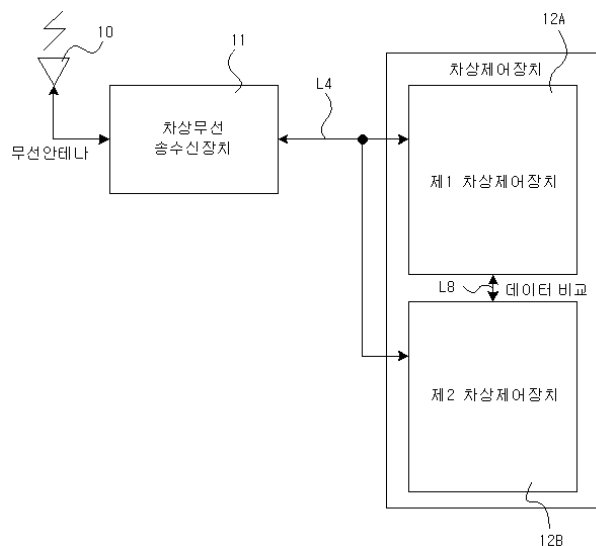 10
무선안테나
11
차상무선
송수신장치
L4
12A
차상제어장치
제1 차상제어장치
L8
데이터 비교
제2 차상제어장치
12B